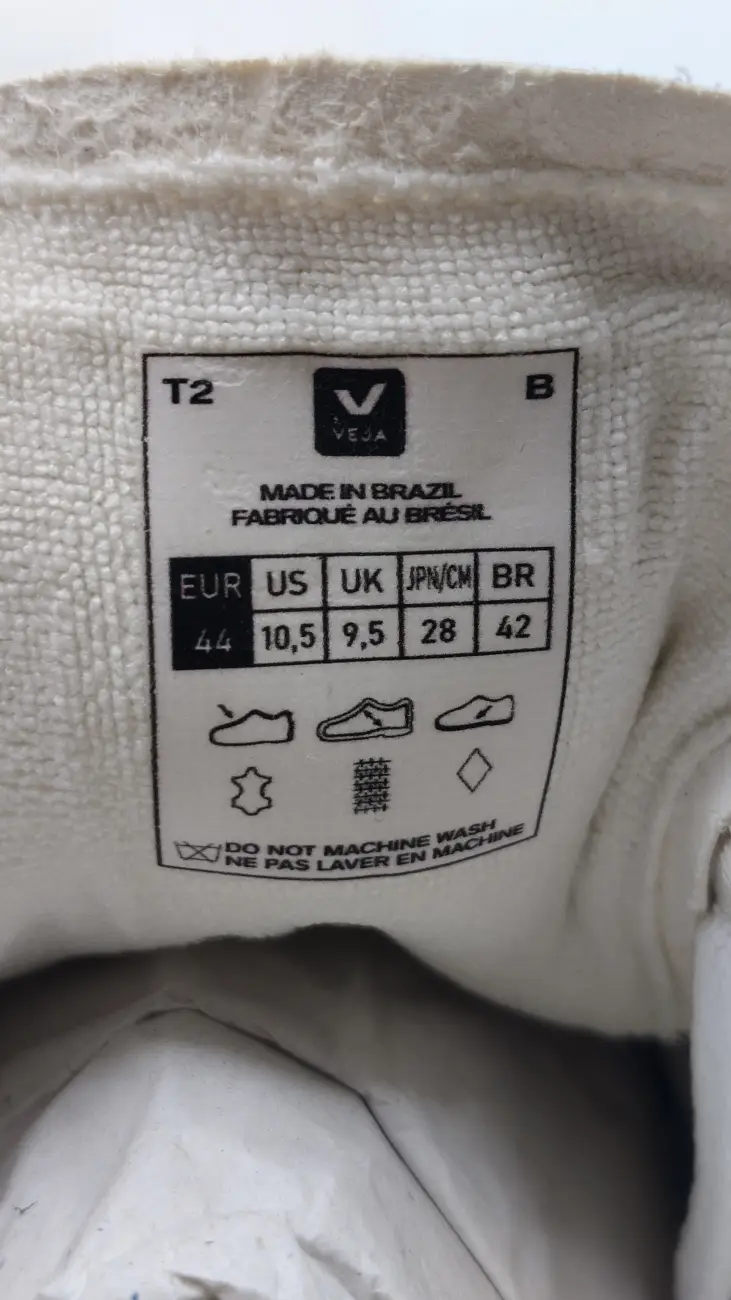 T2
B
VEJA
MADE IN BRAZIL
FABRIQUÉ AU BRÉSIL
EUR US UK JPN/CM BR
44 10,5 9,5 28 42
DO NOT MACHINE WASH
NE PAS LAVER EN MACHINE